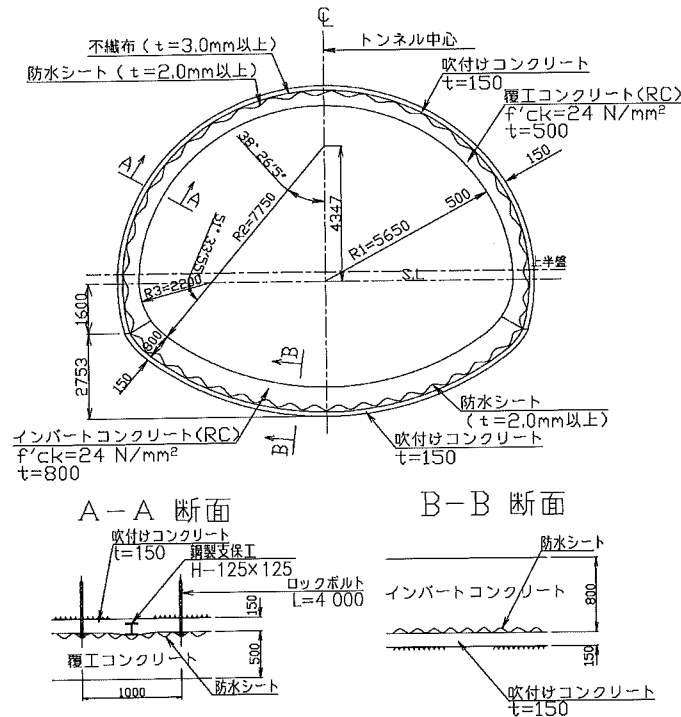 ℄
不織布(t=3.0mm以上)
トンネル中心
防水シート(t=2.0mm以上)
吹付けコンクリート
t=150
覆工コンクリート(RC)
f'ck=24 N/mm²
t=500
150
A
A
38° 26'5"
4347
500
R2=7750
R1=5650
51° 33'55"
上半盤
S.L
R3=2200
1600
800
150
2753
B
B
防水シート
(t=2.0mm以上)
インバートコンクリート(RC)
f'ck=24 N/mm²
t=800
吹付けコンクリート
t=150
A-A 断面
吹付けコンクリート
t=150
鋼製支保工
H-125×125
ロックボルト
L=4 000
150
500
覆工コンクリート
防水シート
1000
B-B 断面
防水シート
インバートコンクリート
800
150
吹付けコンクリート
t=150